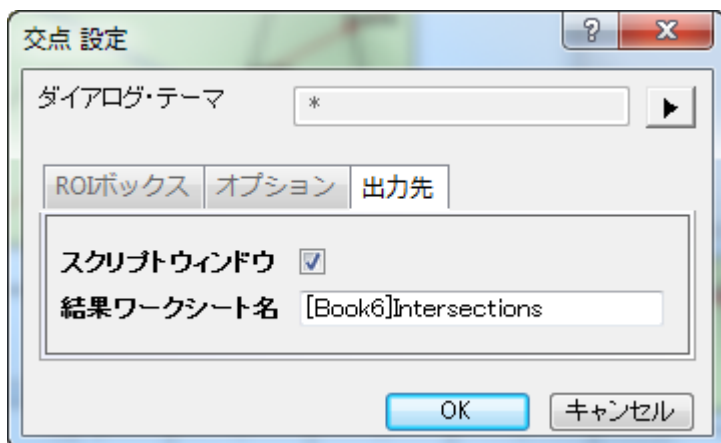 交点 設定
ダイアログ・テーマ *
ROIボックス オプション 出力先
スクリプトウィンドウ
結果ワークシート名 [Book6]Intersections
OK キャンセル